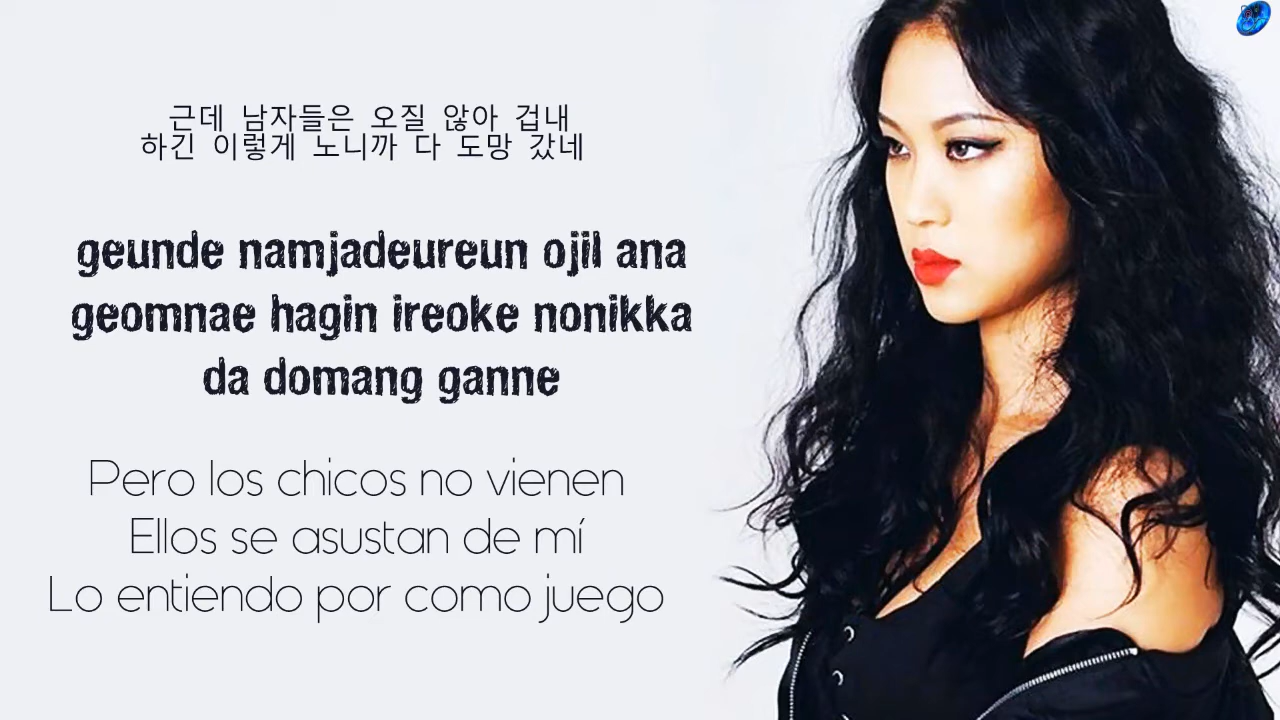 근데 남자들은 오질 않아 겁내
하긴 이렇게 노니까 다 도망 갔네
geunde namjadeureun ojil ana
geomnae hagin ireoke nonikka
da domang ganne
Pero los chicos no vienen
Ellos se asustan de mí
Lo entiendo por como juego